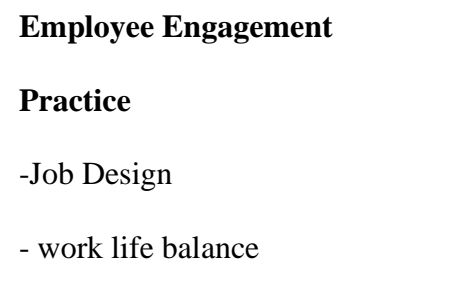 Employee Engagement
Practice
-Job Design
- work life balance